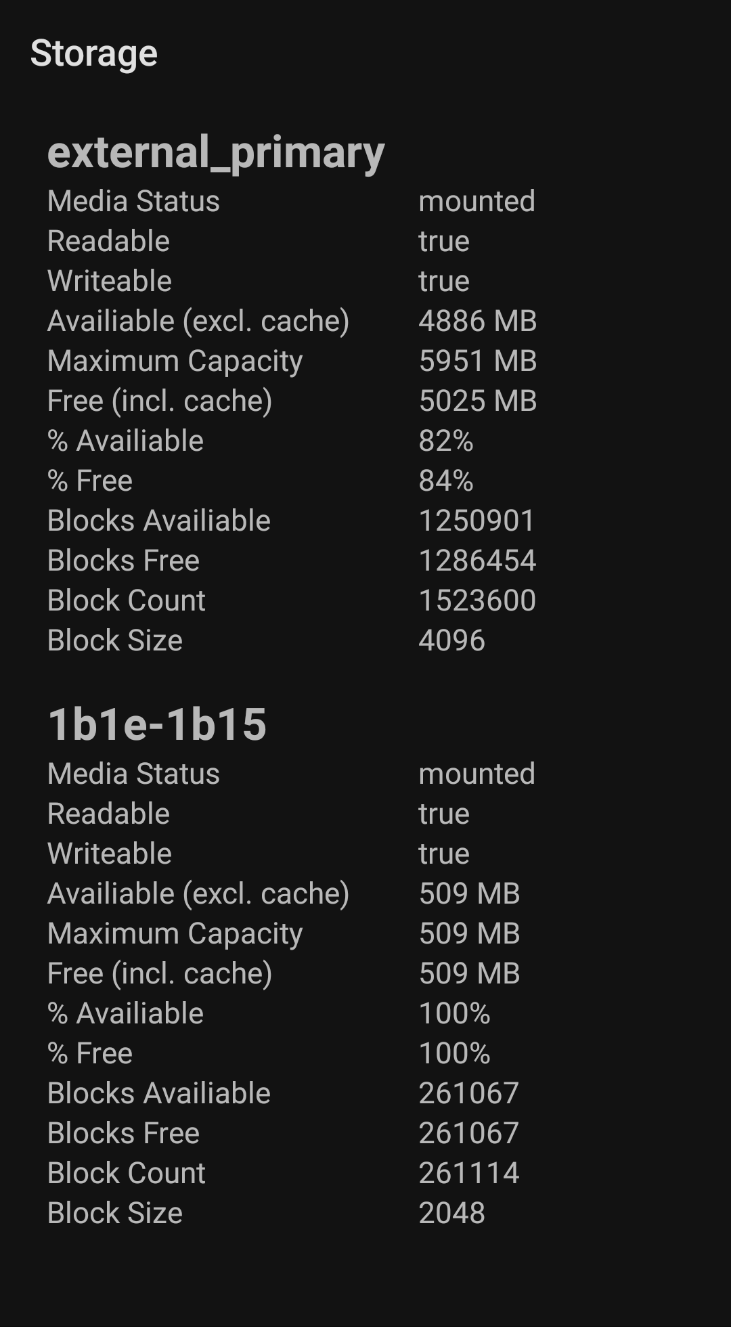 Storage
external_primary
Media Status mounted
Readable true
Writeable true
Availiable (excl. cache) 4886 MB
Maximum Capacity 5951 MB
Free (incl. cache) 5025 MB
% Availiable 82%
% Free 84%
Blocks Availiable 1250901
Blocks Free 1286454
Block Count 1523600
Block Size 4096
1b1e-1b15
Media Status mounted
Readable true
Writeable true
Availiable (excl. cache) 509 MB
Maximum Capacity 509 MB
Free (incl. cache) 509 MB
% Availiable 100%
% Free 100%
Blocks Availiable 261067
Blocks Free 261067
Block Count 261114
Block Size 2048